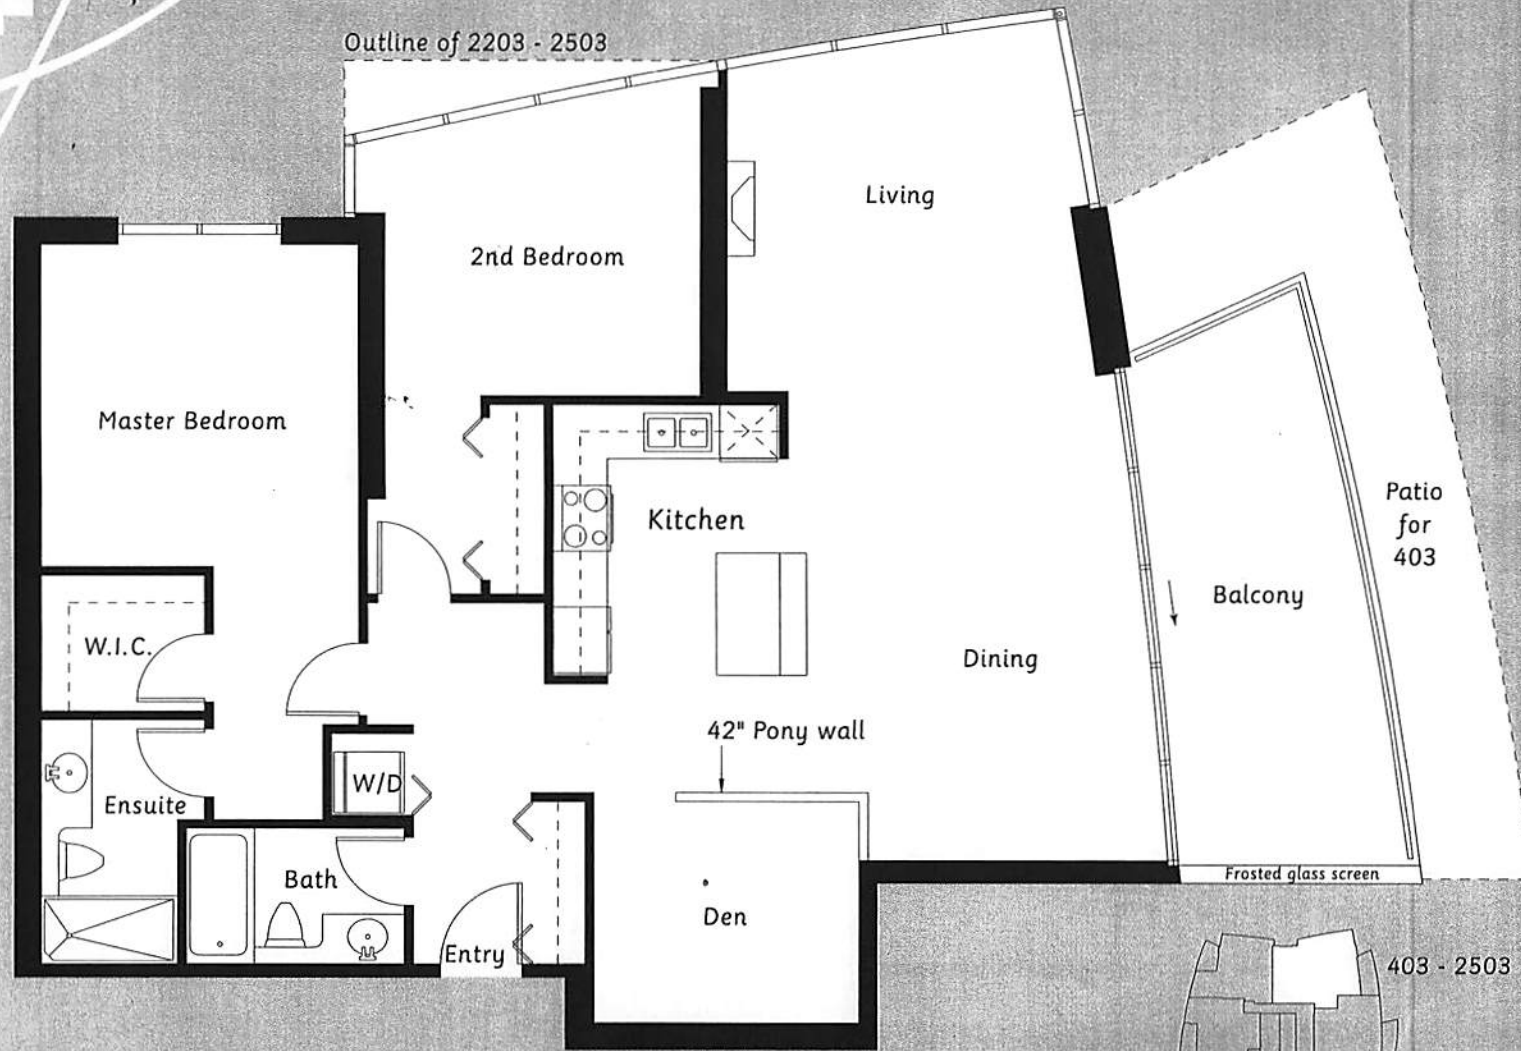 Outline of 2203 - 2503
Living
2nd Bedroom
Master Bedroom
Kitchen
Patio
for
403
Balcony
W.I.C.
Dining
42" Pony wall
W/D
Ensuite
Bath
Frosted glass screen
Den
Entry
403 - 2503